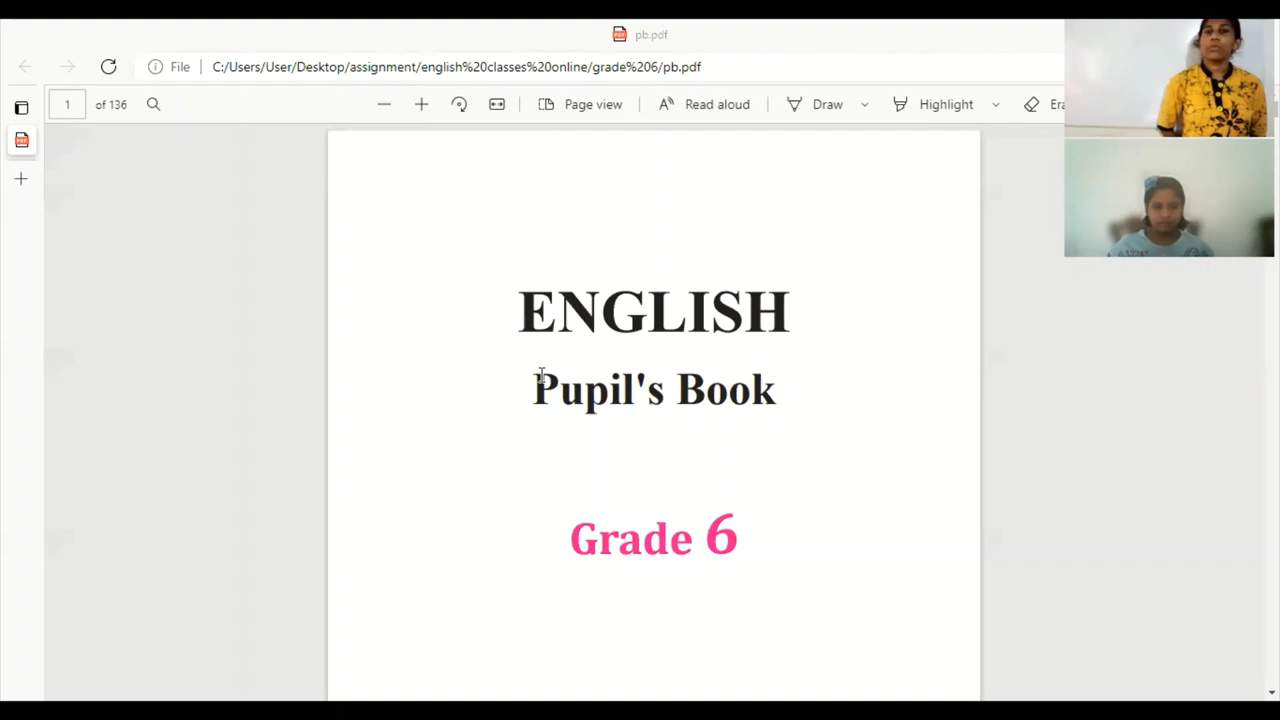 pb.pdf
File C:/Users/User/Desktop/assignment/english%20classes%20online/grade%206/pb.pdf
1 of 136 Page view Read aloud Draw Highlight Era
ENGLISH
Pupil's Book
Grade 6